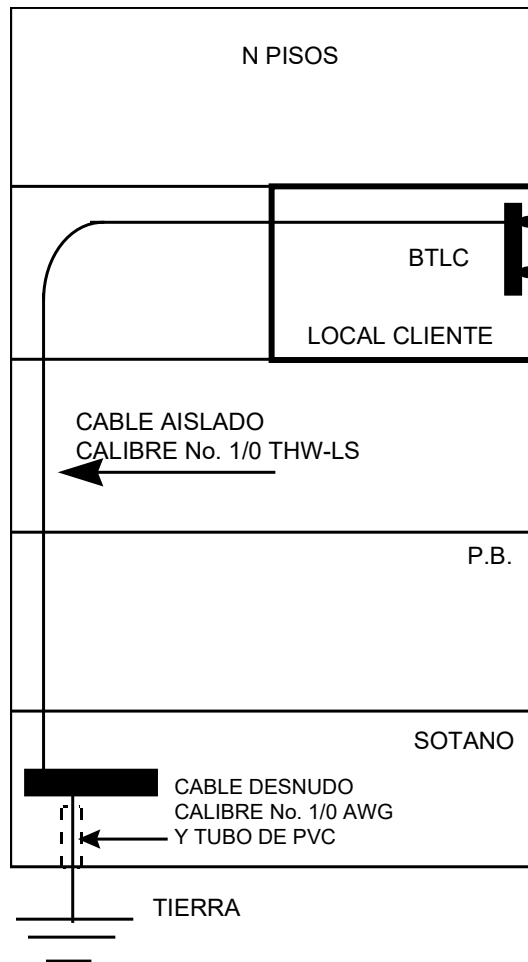 N PISOS
BTLC
LOCAL CLIENTE
CABLE AISLADO
CALIBRE No. 1/0 THW-LS
P.B.
SOTANO
CABLE DESNUDO
CALIBRE No. 1/0 AWG
Y TUBO DE PVC
TIERRA